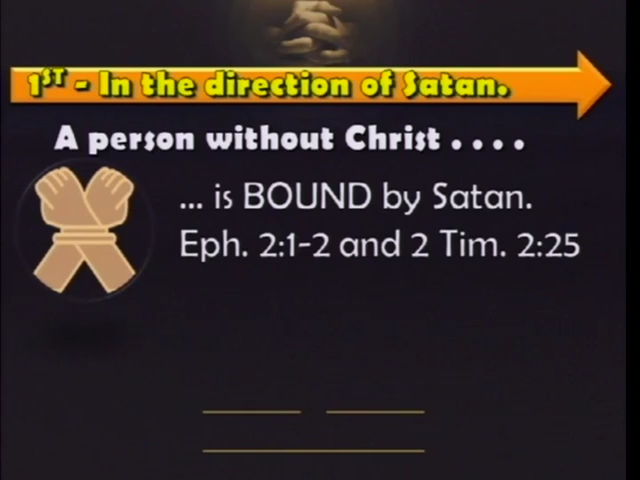 1ST - In the direction of Satan.
A person without Christ . . . .
... is BOUND by Satan.
Eph. 2:1-2 and 2 Tim. 2:25